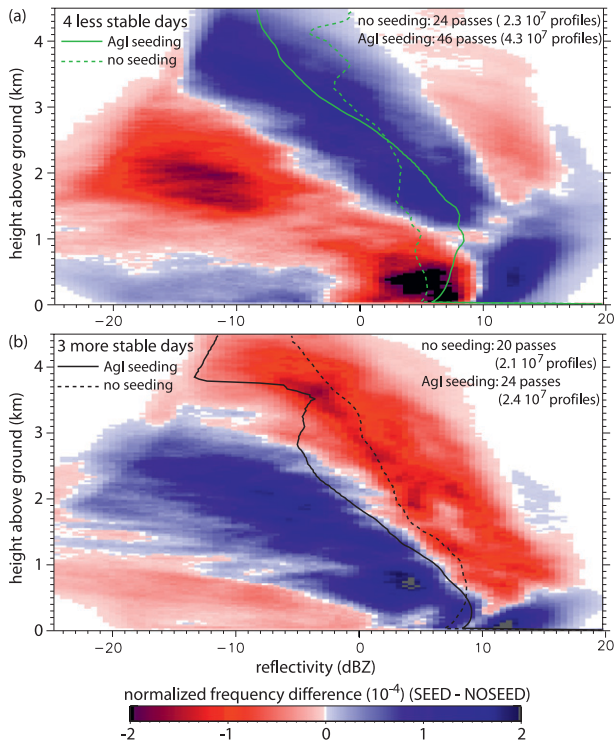 (a)
4 less stable days
AgI seeding
no seeding
no seeding: 24 passes ( 2.3 10⁷ profiles)
AgI seeding: 46 passes (4.3 10⁷ profiles)
height above ground (km)
4
3
2
1
0
−20 −10 0 10 20
(b)
3 more stable days
AgI seeding
no seeding
no seeding: 20 passes
(2.1 10⁷ profiles)
AgI seeding: 24 passes
(2.4 10⁷ profiles)
height above ground (km)
4
3
2
1
0
−20 −10 0 10 20
reflectivity (dBZ)
normalized frequency difference (10⁻⁴) (SEED - NOSEED)
-2 -1 0 1 2